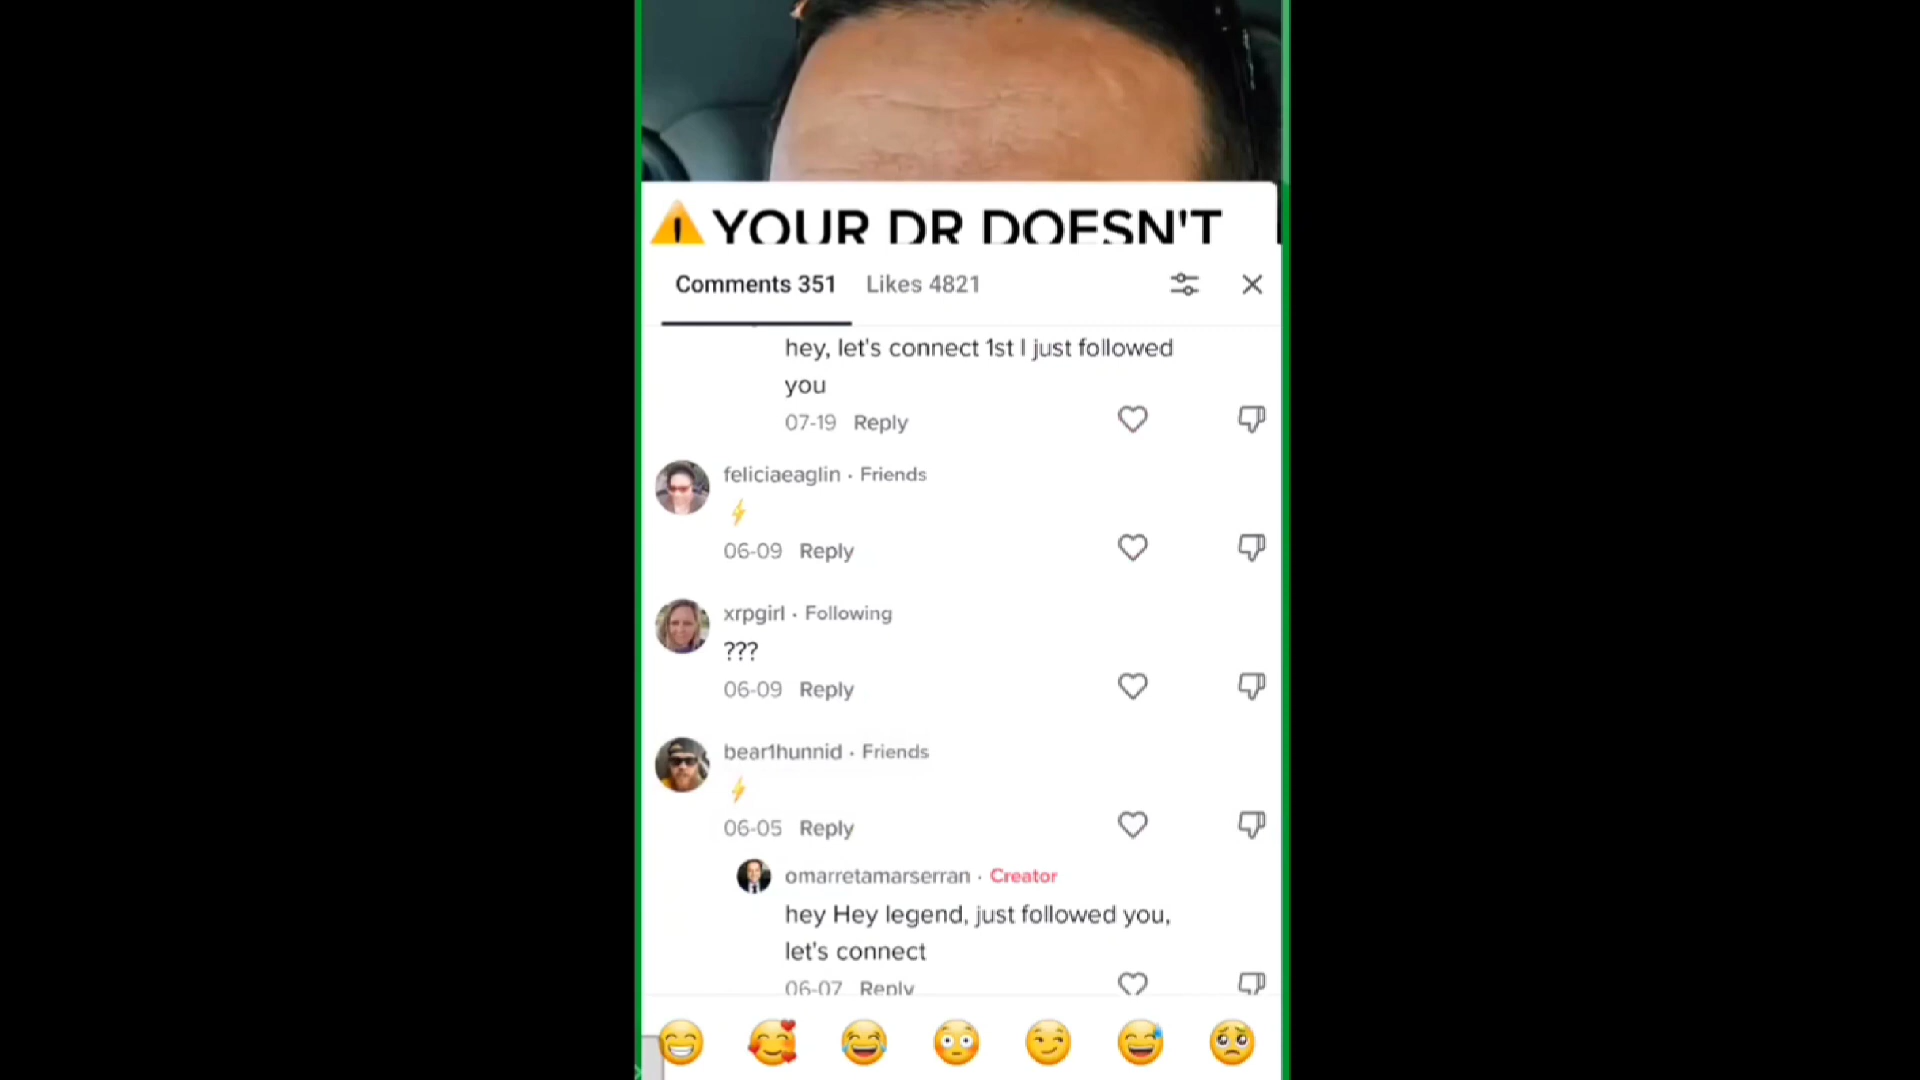 ⚠️YOUR DR DOESN'T
Comments 351 Likes 4821
hey, let's connect 1st I just followed
you
07-19 Reply
feliciaeaglin · Friends
⚡
06-09 Reply
xrpgirl · Following
???
06-09 Reply
bear1hunnid · Friends
⚡
06-05 Reply
omarretamarserran · Creator
hey Hey legend, just followed you,
let's connect
06-07 Reply